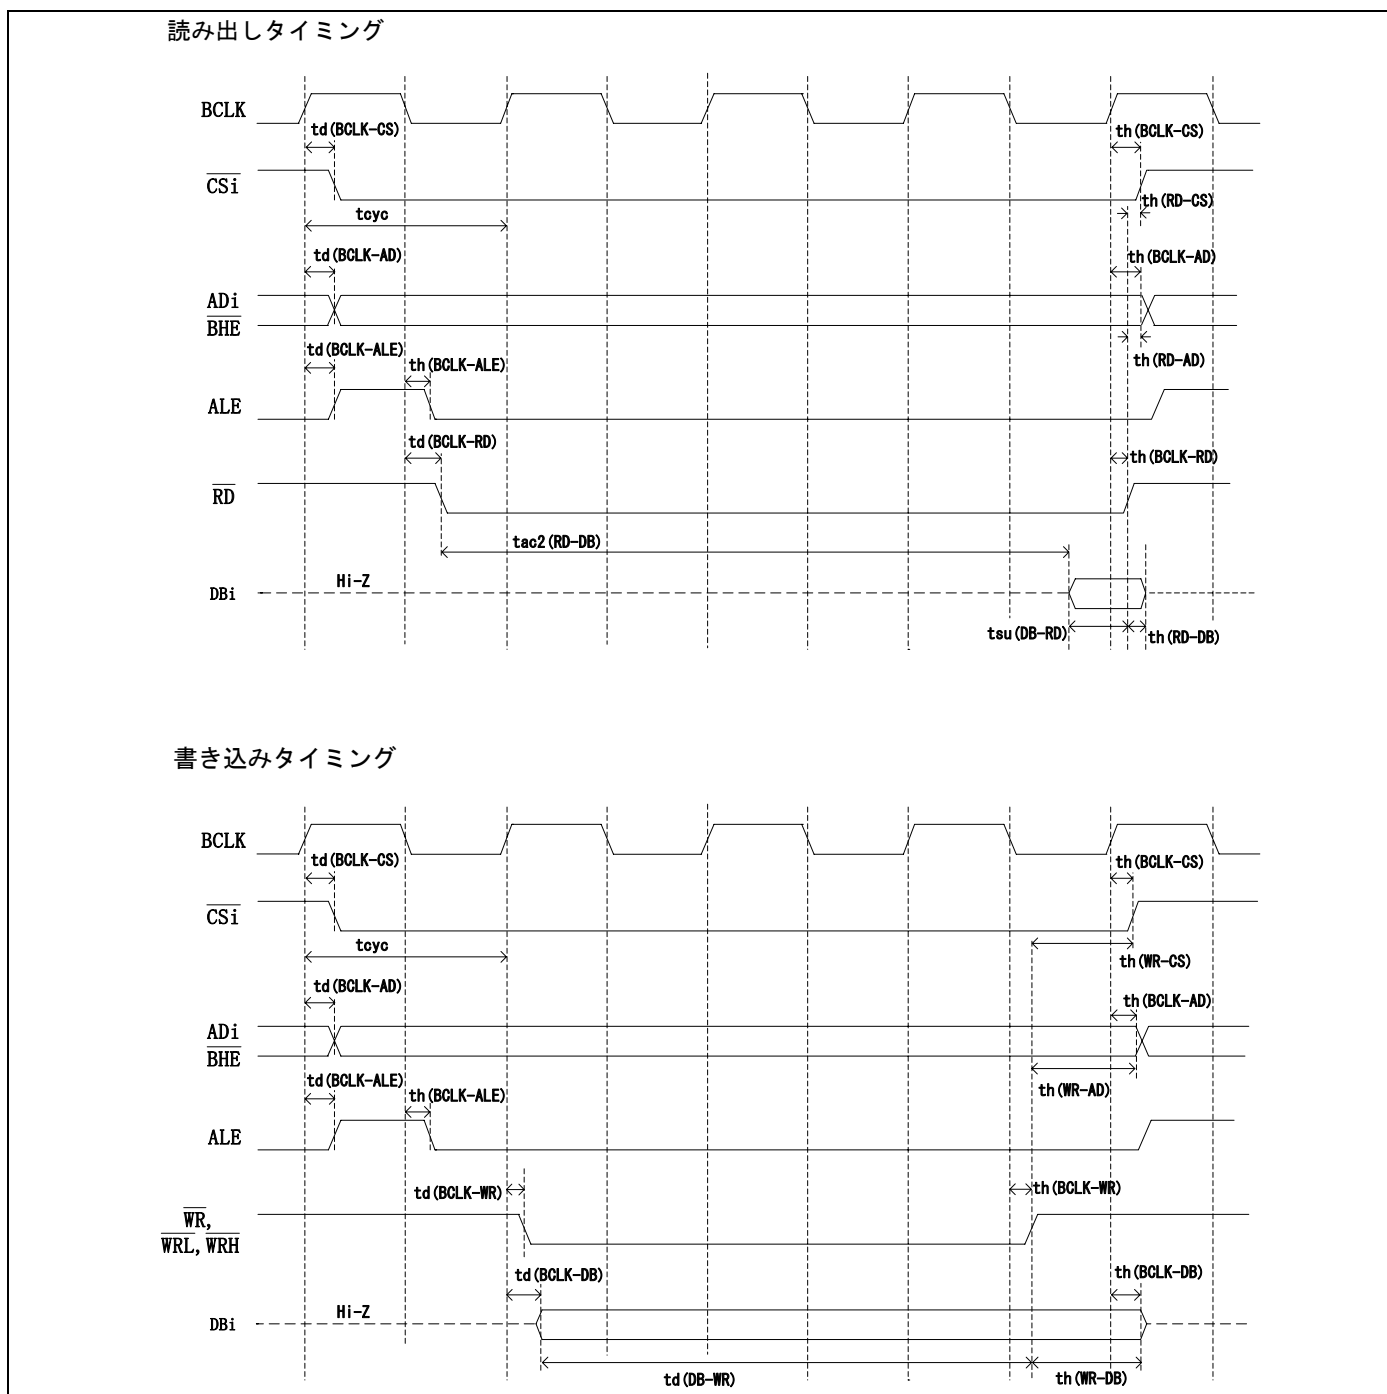 読み出しタイミング
BCLK
td(BCLK-CS)
th(BCLK-CS)
CSi
th(RD-CS)
tcyc
td(BCLK-AD)
th(BCLK-AD)
ADi
BHE
td(BCLK-ALE)
th(BCLK-ALE)
th(RD-AD)
ALE
td(BCLK-RD)
th(BCLK-RD)
RD
tac2(RD-DB)
Hi-Z
DBi
tsu(DB-RD)
th(RD-DB)
書き込みタイミング
BCLK
td(BCLK-CS)
th(BCLK-CS)
CSi
tcyc
th(WR-CS)
td(BCLK-AD)
th(BCLK-AD)
ADi
BHE
td(BCLK-ALE)
th(BCLK-ALE)
th(WR-AD)
ALE
td(BCLK-WR)
th(BCLK-WR)
WR,
WRL, WRH
td(BCLK-DB)
th(BCLK-DB)
Hi-Z
DBi
td(DB-WR)
th(WR-DB)